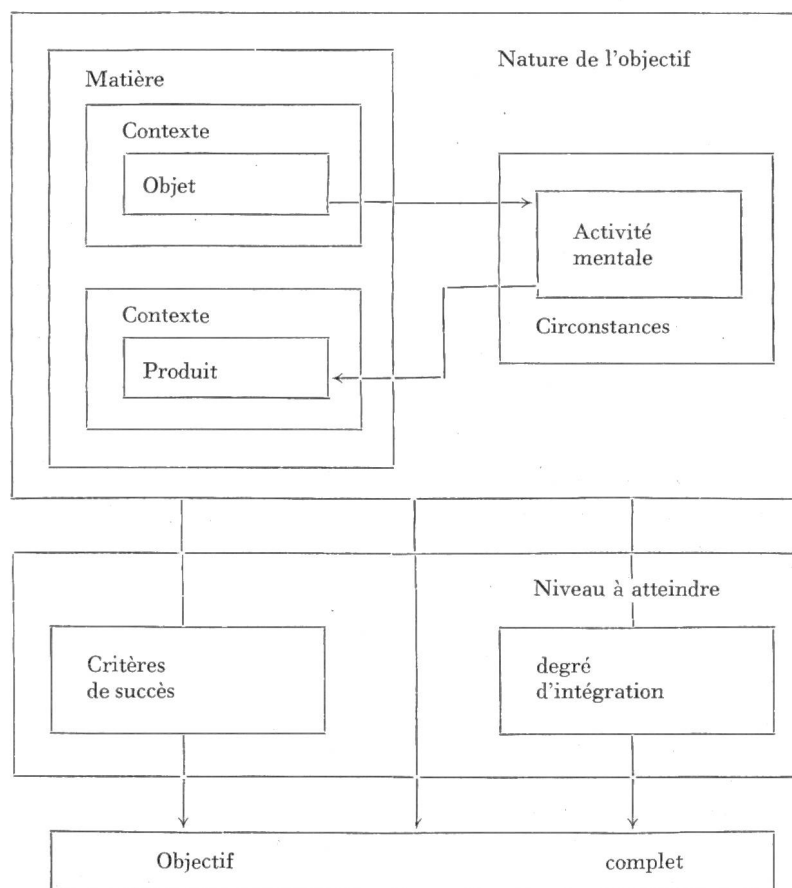 Nature de l'objectif
Matière
Contexte
Objet
Activité
mentale
Circonstances
Contexte
Produit
Niveau à atteindre
Critères
de succès
degré
d'intégration
Objectif complet